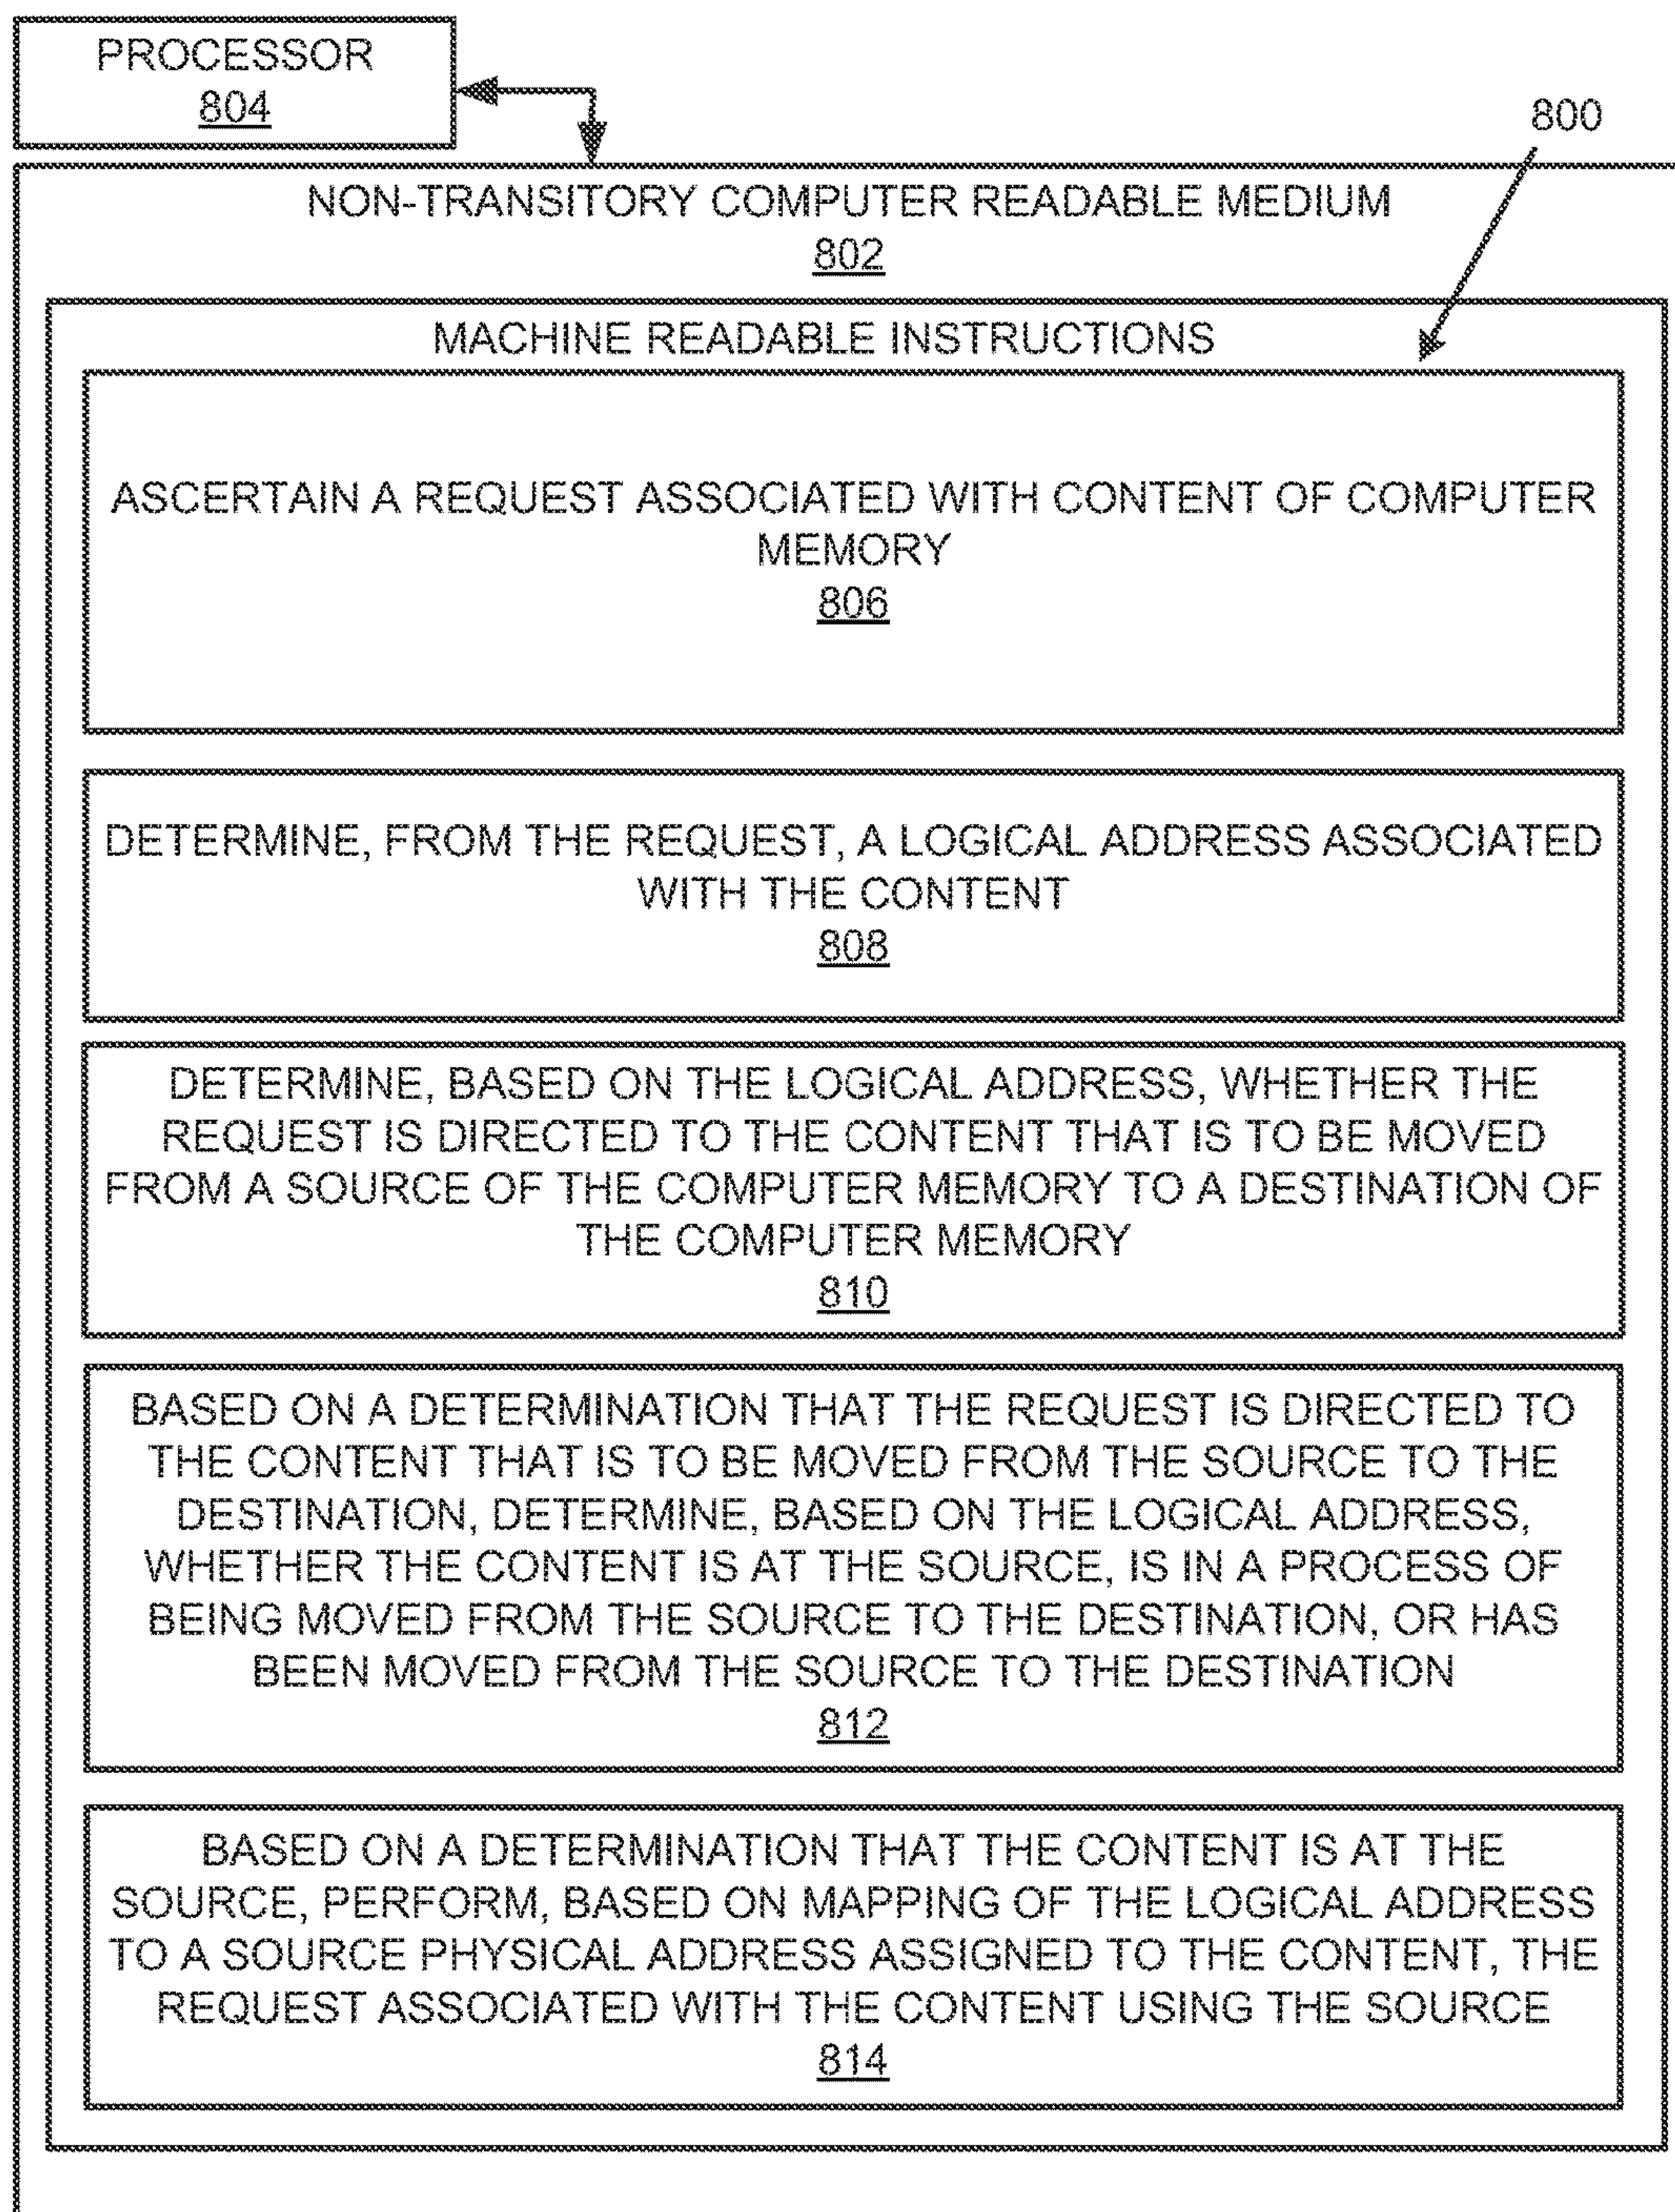 PROCESSOR
804
800
NON-TRANSITORY COMPUTER READABLE MEDIUM
802
MACHINE READABLE INSTRUCTIONS
ASCERTAIN A REQUEST ASSOCIATED WITH CONTENT OF COMPUTER
MEMORY
806
DETERMINE, FROM THE REQUEST, A LOGICAL ADDRESS ASSOCIATED
WITH THE CONTENT
808
DETERMINE, BASED ON THE LOGICAL ADDRESS, WHETHER THE
REQUEST IS DIRECTED TO THE CONTENT THAT IS TO BE MOVED
FROM A SOURCE OF THE COMPUTER MEMORY TO A DESTINATION OF
THE COMPUTER MEMORY
810
BASED ON A DETERMINATION THAT THE REQUEST IS DIRECTED TO
THE CONTENT THAT IS TO BE MOVED FROM THE SOURCE TO THE
DESTINATION, DETERMINE, BASED ON THE LOGICAL ADDRESS,
WHETHER THE CONTENT IS AT THE SOURCE, IS IN A PROCESS OF
BEING MOVED FROM THE SOURCE TO THE DESTINATION, OR HAS
BEEN MOVED FROM THE SOURCE TO THE DESTINATION
812
BASED ON A DETERMINATION THAT THE CONTENT IS AT THE
SOURCE, PERFORM, BASED ON MAPPING OF THE LOGICAL ADDRESS
TO A SOURCE PHYSICAL ADDRESS ASSIGNED TO THE CONTENT, THE
REQUEST ASSOCIATED WITH THE CONTENT USING THE SOURCE
814